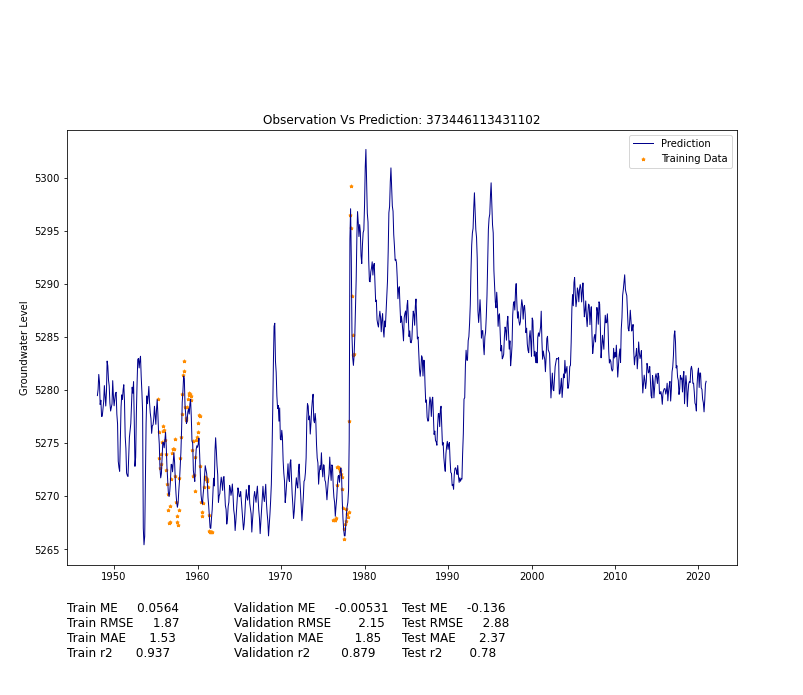 Observation Vs Prediction: 373446113431102
Prediction
Training Data
Groundwater Level
5300
5295
5290
5285
5280
5275
5270
5265
1950 1960 1970 1980 1990 2000 2010 2020
Train ME 0.0564 Validation ME -0.00531 Test ME -0.136
Train RMSE 1.87 Validation RMSE 2.15 Test RMSE 2.88
Train MAE 1.53 Validation MAE 1.85 Test MAE 2.37
Train r2 0.937 Validation r2 0.879 Test r2 0.78